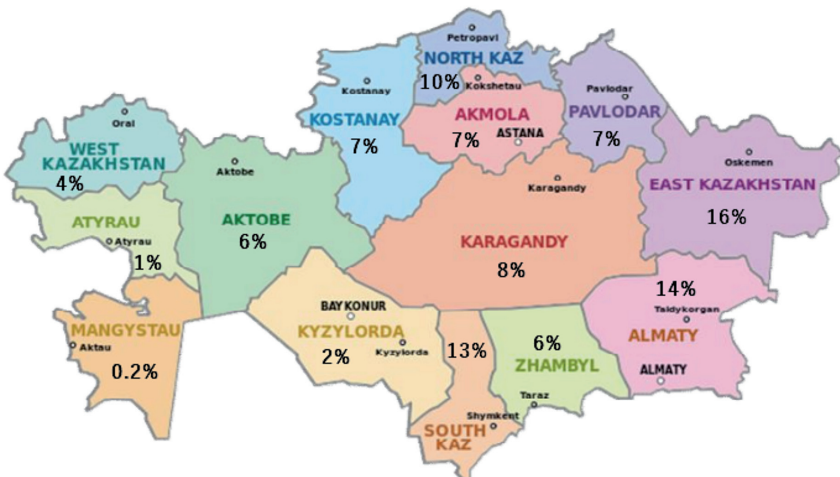 Petropavl
NORTH KAZ
10%
Kokshetau
Kostanay
KOSTANAY
7%
AKMOLA
7%
ASTANA
Pavlodar
PAVLODAR
7%
Oral
WEST
KAZAKHSTAN
4%
Aktobe
AKTOBE
6%
Karagandy
KARAGANDY
8%
Oskemen
EAST KAZAKHSTAN
16%
ATYRAU
Atyrau
1%
MANGYSTAU
Aktau
0.2%
BAYKONUR
KYZYLORDA
2%
Kyzylorda
13%
Shymkent
SOUTH
KAZ
6%
ZHAMBYL
Taraz
14%
Taldykorgan
ALMATY
ALMATY